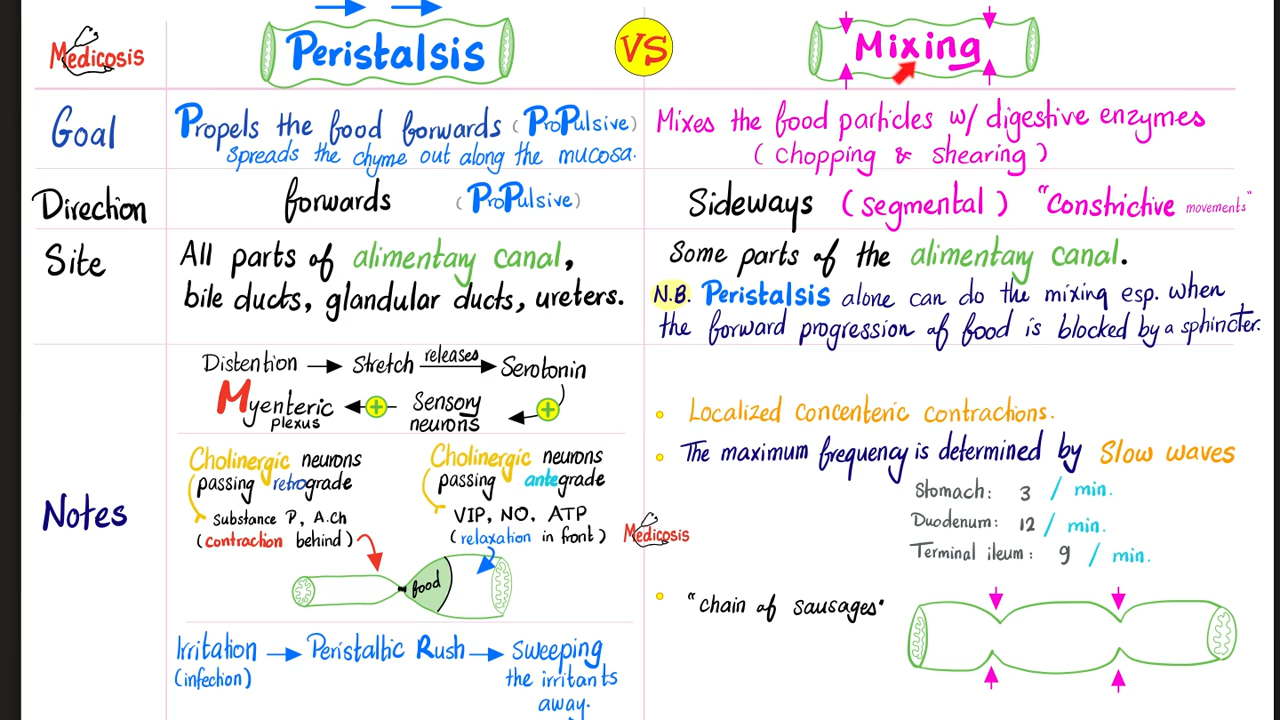 Medicosis
Peristalsis
VS
Mixing
Goal
Propels the food forwards (ProPulsive)
spreads the chyme out along the mucosa.
Mixes the food particles w/ digestive enzymes
(chopping & shearing)
Direction
forwards (ProPulsive)
Sideways (segmental) "Constrictive movements"
Site
All parts of alimentary canal,
bile ducts, glandular ducts, ureters.
Some parts of the alimentary canal.
N.B. Peristalsis alone can do the mixing esp. when
the forward progression of food is blocked by a sphincter.
Notes
Distention → Stretch releases → Serotonin
Myenteric plexus ← + Sensory neurons ← +
Cholinergic neurons
passing retrograde
Substance P, A.Ch
(contraction behind)
Cholinergic neurons
passing antegrade
VIP, NO, ATP
(relaxation in front)
food
Irritation → Peristaltic Rush → sweeping
(infection)
the irritants
away.
Medicosis
• Localized concenteric contractions.
• The maximum frequency is determined by Slow waves
Stomach: 3 / min.
Duodenum: 12 / min.
Terminal ileum: 9 / min.
• "chain of sausages"